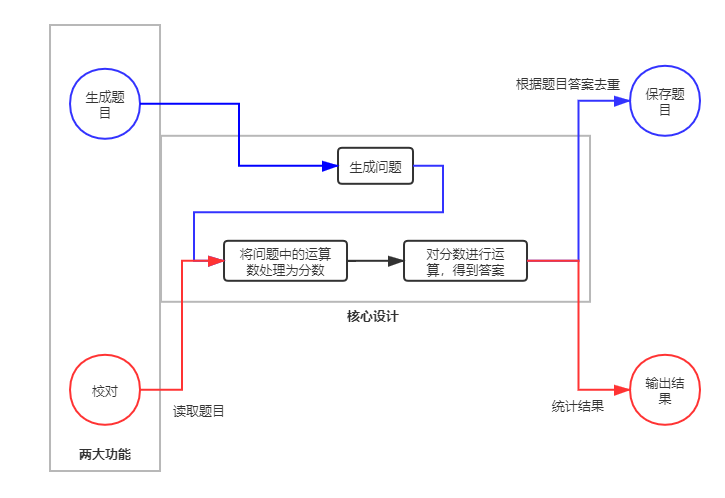 生成题
目
根据题目答案去重
保存题
目
生成问题
将问题中的运算
数处理为分数
对分数进行运
算，得到答案
核心设计
校对
读取题目
统计结果
输出结
果
两大功能